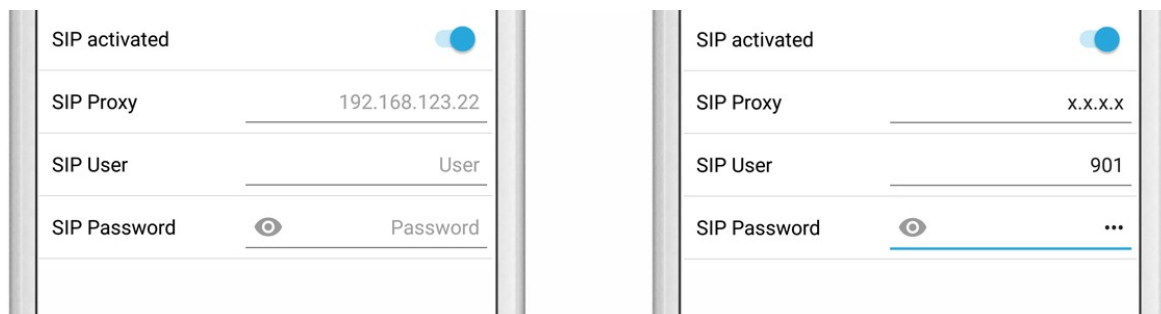 SIP activated
SIP Proxy 192.168.123.22
SIP User User
SIP Password Password
SIP activated
SIP Proxy x.x.x.x
SIP User 901
SIP Password •••